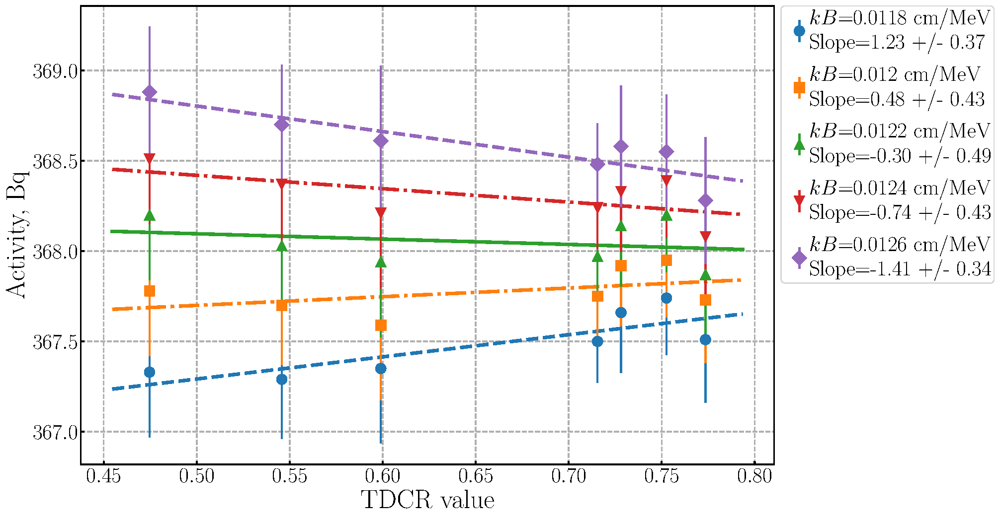 Activity, Bq
369.0
368.5
368.0
367.5
367.0
0.45 0.50 0.55 0.60 0.65 0.70 0.75 0.80
TDCR value
kB=0.0118 cm/MeV
Slope=1.23 +/- 0.37
kB=0.012 cm/MeV
Slope=0.48 +/- 0.43
kB=0.0122 cm/MeV
Slope=-0.30 +/- 0.49
kB=0.0124 cm/MeV
Slope=-0.74 +/- 0.43
kB=0.0126 cm/MeV
Slope=-1.41 +/- 0.34